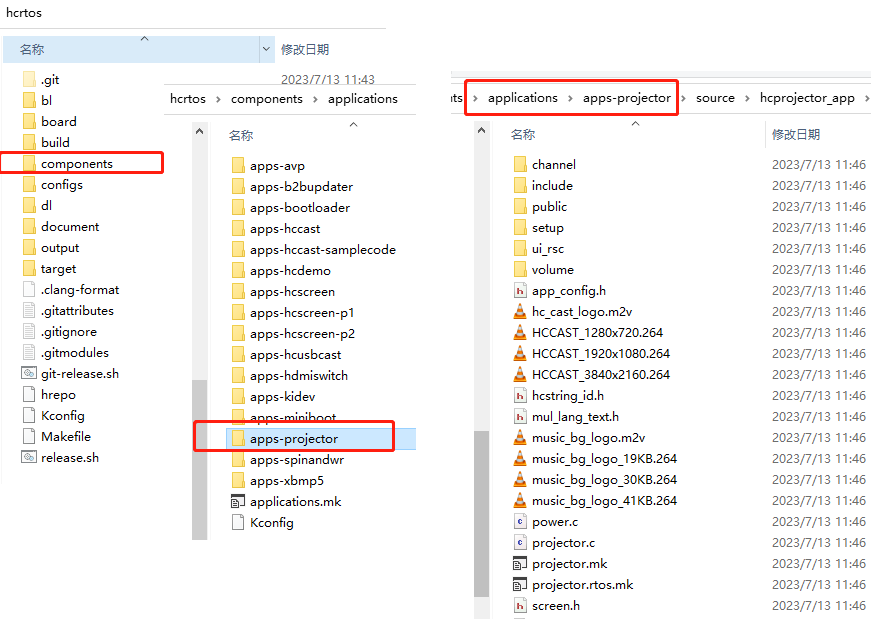 hcrtos
名称
修改日期
.git
2023/7/13 11:43
bl
board
build
components
configs
dl
document
output
target
.clang-format
.gitattributes
.gitignore
.gitmodules
git-release.sh
hrepo
Kconfig
Makefile
release.sh
hcrtos > components > applications
名称
apps-avp
apps-b2bupdater
apps-bootloader
apps-hccast
apps-hccast-samplecode
apps-hcdemo
apps-hcscreen
apps-hcscreen-p1
apps-hcscreen-p2
apps-hcusbcast
apps-hdmiswitch
apps-kidev
apps-miniboot
apps-projector
apps-spinandwr
apps-xbmp5
applications.mk
Kconfig
nts > applications > apps-projector > source > hcprojector_app >
名称
修改日期
channel 2023/7/13 11:46
include 2023/7/13 11:46
public 2023/7/13 11:46
setup 2023/7/13 11:46
ui_rsc 2023/7/13 11:46
volume 2023/7/13 11:46
app_config.h 2023/7/13 11:46
hc_cast_logo.m2v 2023/7/13 11:46
HCCAST_1280x720.264 2023/7/13 11:46
HCCAST_1920x1080.264 2023/7/13 11:46
HCCAST_3840x2160.264 2023/7/13 11:46
hcstring_id.h 2023/7/13 11:46
mul_lang_text.h 2023/7/13 11:46
music_bg_logo.m2v 2023/7/13 11:46
music_bg_logo_19KB.264 2023/7/13 11:46
music_bg_logo_30KB.264 2023/7/13 11:46
music_bg_logo_41KB.264 2023/7/13 11:46
power.c 2023/7/13 11:46
projector.c 2023/7/13 11:46
projector.mk 2023/7/13 11:46
projector.rtos.mk 2023/7/13 11:46
screen.h 2023/7/13 11:46